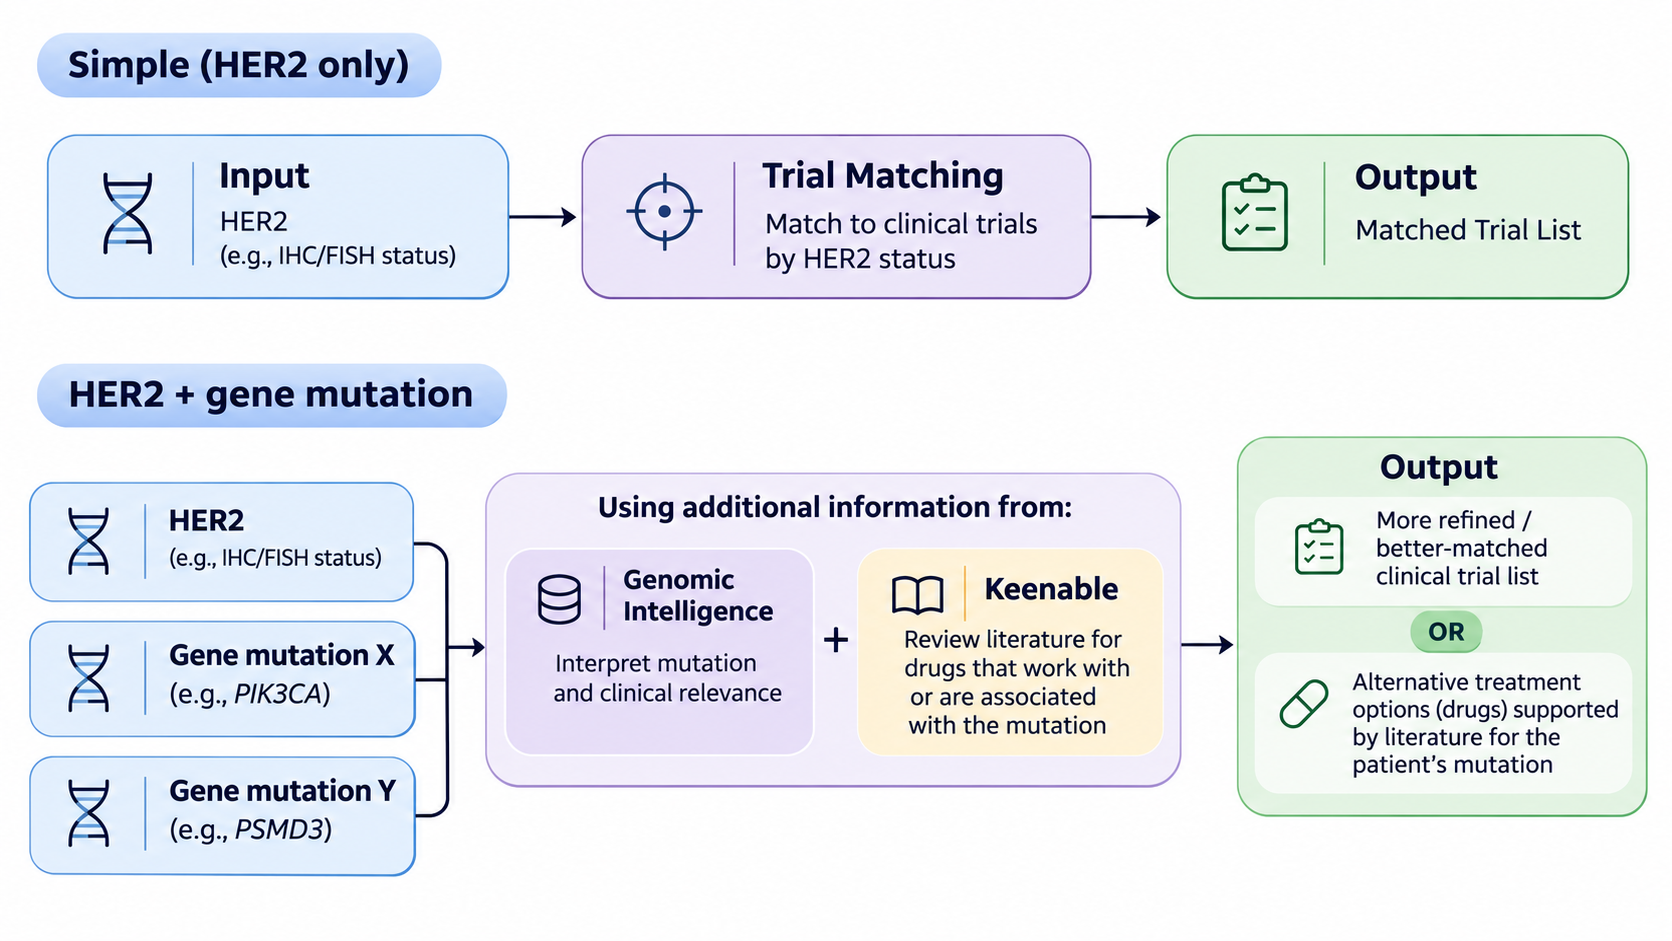 Simple (HER2 only)
Input
HER2
(e.g., IHC/FISH status)
Trial Matching
Match to clinical trials
by HER2 status
Output
Matched Trial List
HER2 + gene mutation
HER2
(e.g., IHC/FISH status)
Gene mutation X
(e.g., PIK3CA)
Gene mutation Y
(e.g., PSMD3)
Using additional information from:
Genomic
Intelligence
Interpret mutation
and clinical relevance
+
Keenable
Review literature for
drugs that work with
or are associated
with the mutation
Output
More refined /
better-matched
clinical trial list
OR
Alternative treatment
options (drugs) supported
by literature for the
patient's mutation